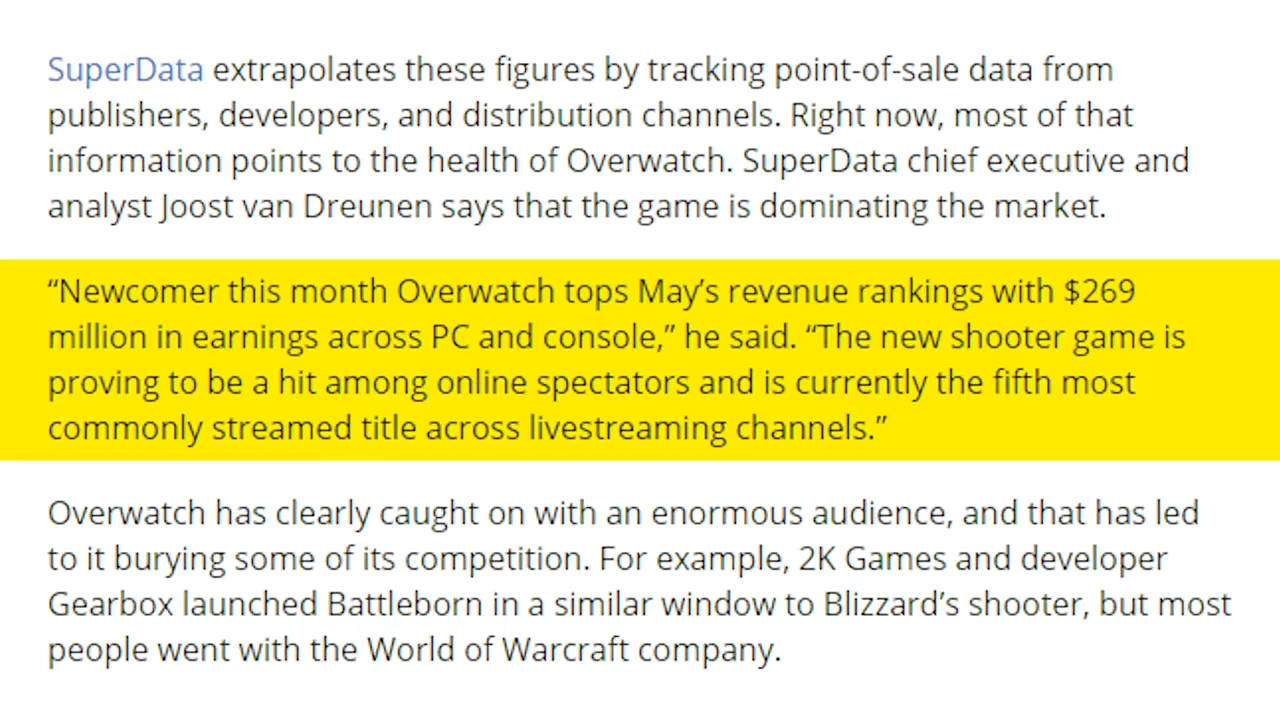 SuperData extrapolates these figures by tracking point-of-sale data from
publishers, developers, and distribution channels. Right now, most of that
information points to the health of Overwatch. SuperData chief executive and
analyst Joost van Dreunen says that the game is dominating the market.
“Newcomer this month Overwatch tops May’s revenue rankings with $269
million in earnings across PC and console,” he said. “The new shooter game is
proving to be a hit among online spectators and is currently the fifth most
commonly streamed title across livestreaming channels.”
Overwatch has clearly caught on with an enormous audience, and that has led
to it burying some of its competition. For example, 2K Games and developer
Gearbox launched Battleborn in a similar window to Blizzard’s shooter, but most
people went with the World of Warcraft company.